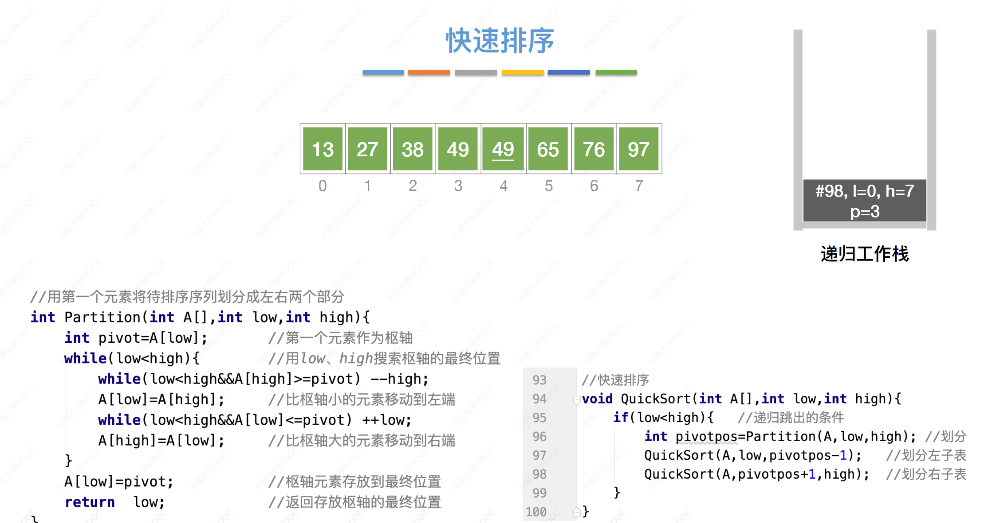 快速排序
13 27 38 49 49 65 76 97
0 1 2 3 4 5 6 7
#98, l=0, h=7
p=3
递归工作栈
//用第一个元素将待排序序列划分成左右两个部分
int Partition(int A[],int low,int high){
int pivot=A[low]; //第一个元素作为枢轴
while(low<high){ //用low、high搜索枢轴的最终位置
while(low<high&&A[high]>=pivot) --high;
A[low]=A[high]; //比枢轴小的元素移动到左端
while(low<high&&A[low]<=pivot) ++low;
A[high]=A[low]; //比枢轴大的元素移动到右端
}
A[low]=pivot; //枢轴元素存放到最终位置
return low; //返回存放枢轴的最终位置
}
93 //快速排序
94 void QuickSort(int A[],int low,int high){
95 if(low<high){ //递归跳出的条件
96 int pivotpos=Partition(A,low,high); //划分
97 QuickSort(A,low,pivotpos-1); //划分左子表
98 QuickSort(A,pivotpos+1,high); //划分右子表
99 }
100 }
中国大学MOOC